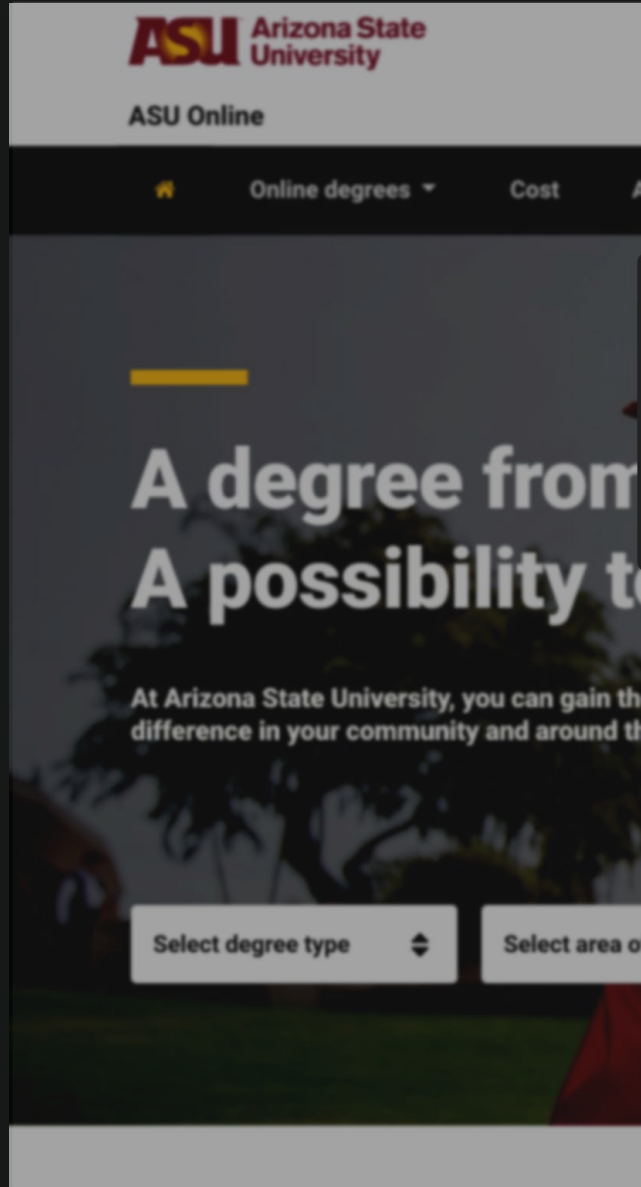 ASU Arizona State
University
ASU Online
Online degrees Cost A
A degree from
A possibility to
At Arizona State University, you can gain th
difference in your community and around th
Select degree type
Select area o